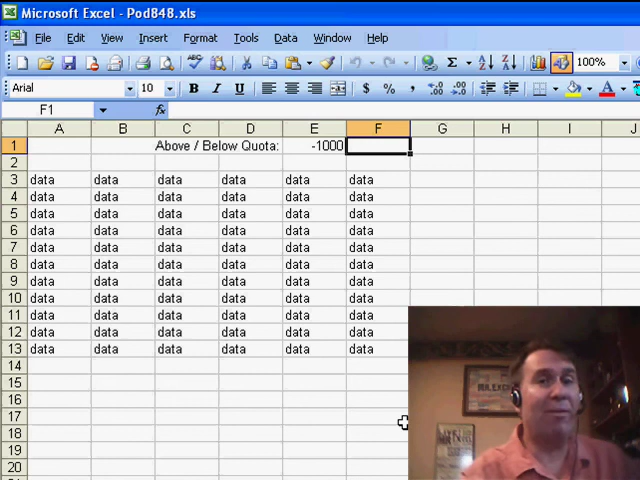 Microsoft Excel - Pod848.xls
File Edit View Insert Format Tools Data Window Help
Σ 100%
Arial 10 B I U $ % ,
F1 fx
A B C D E F G H I J
1 Above / Below Quota: -1000
2
3 data data data data data data
4 data data data data data data
5 data data data data data data
6 data data data data data data
7 data data data data data data
8 data data data data data data
9 data data data data data data
10 data data data data data data
11 data data data data data data
12 data data data data data data
13 data data data data data data
14
15
16
17
18
19
20
MR.EXCEL